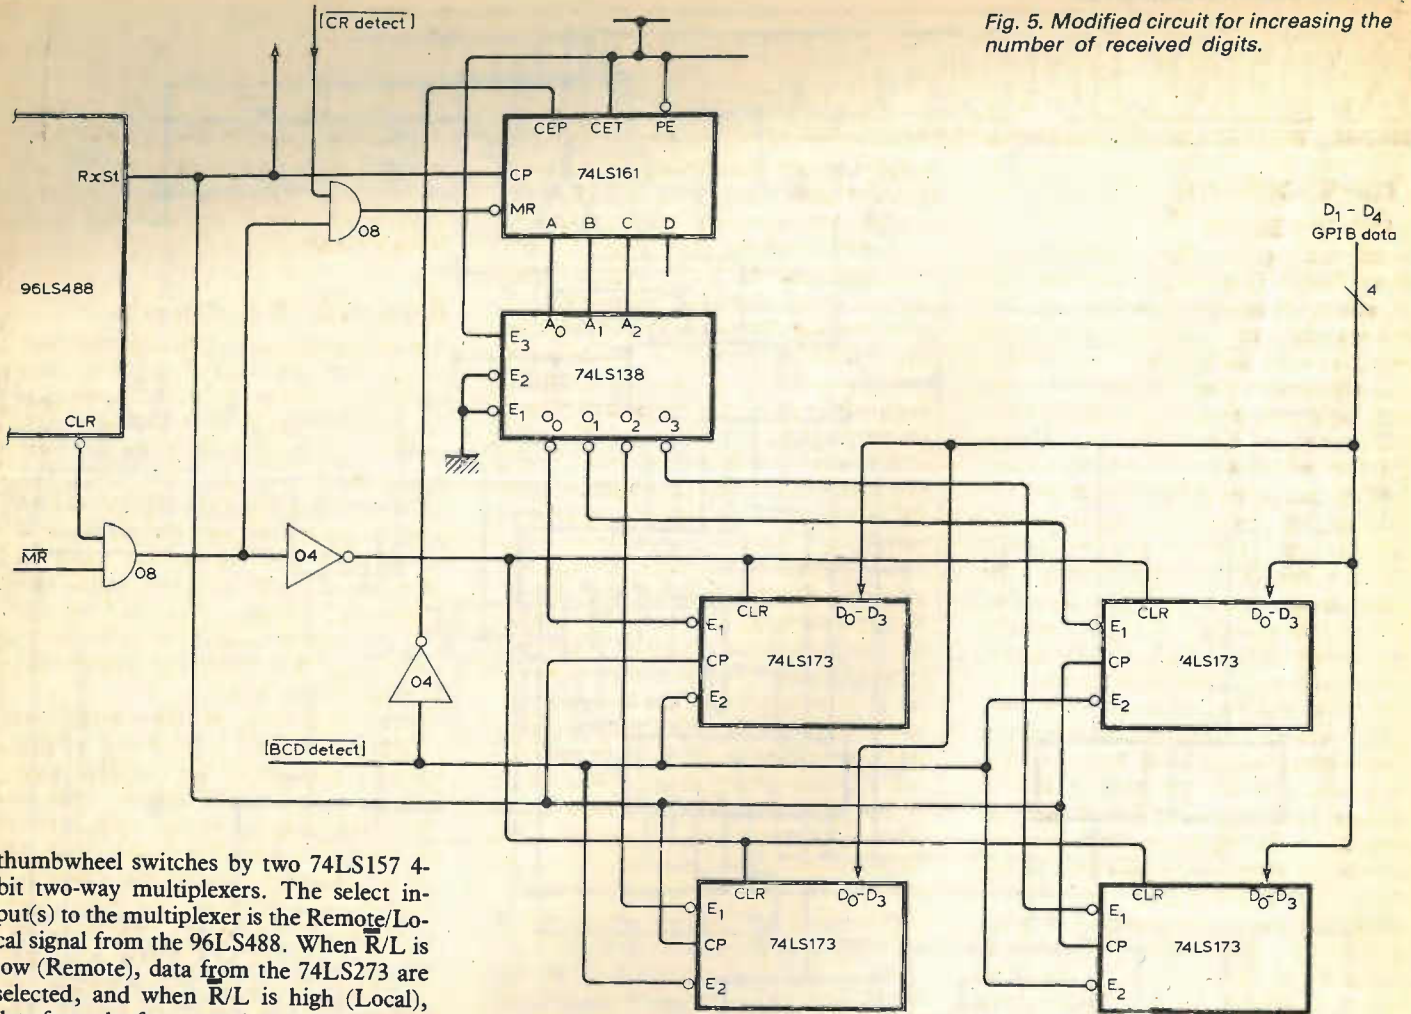 Fig. 5. Modified circuit for increasing the
number of received digits.
[CR detect]
CEP CET PE
RxSt
CP 74LS161
MR
08
A B C D
D1 – D4
GPIB data
4
96LS488
A0 A1 A2
E3
E2 74LS138
E1
O0 O1 O2 O3
CLR
MR
08
04
04
CLR D0–D3
E1
CP 74LS173
E2
CLR D0–D3
E1
CP '4LS173
E2
[BCD detect]
CLR D0–D3
E1
CP 74LS173
E2
CLR D0–D3
E1
CP 74LS173
E2
thumbwheel switches by two 74LS157 4-
bit two-way multiplexers. The select in-
put(s) to the multiplexer is the Remote/Lo-
cal signal from the 96LS488. When R̅/L is
low (Remote), data from the 74LS273 are
selected, and when R̅/L is high (Local),